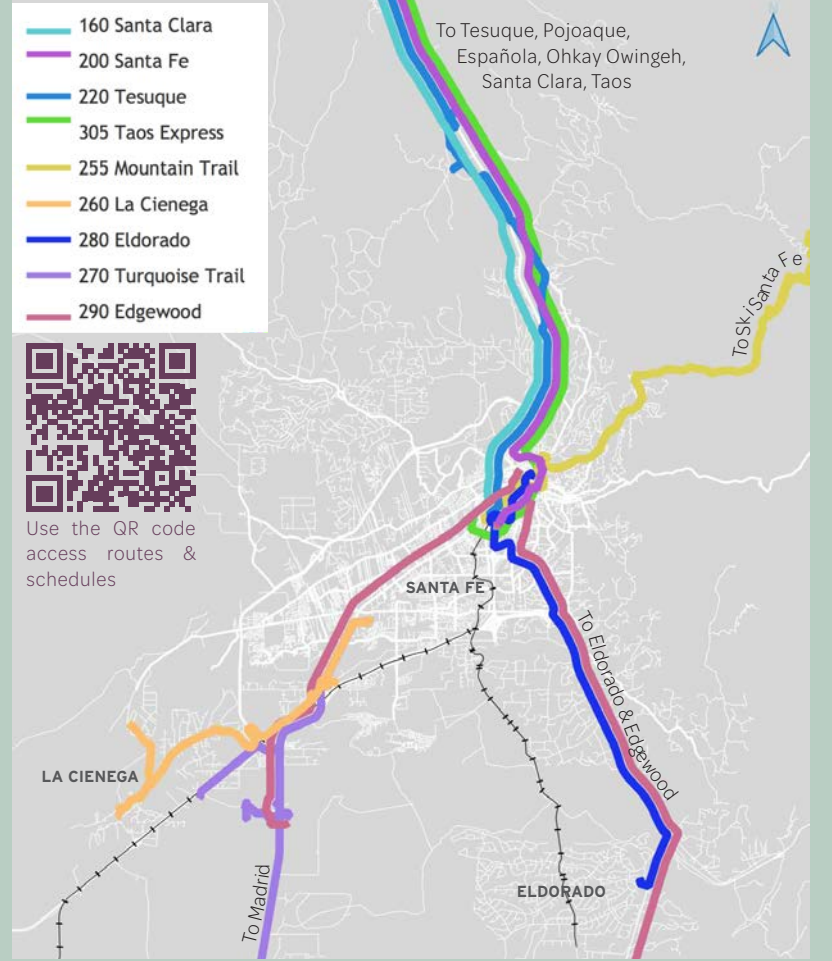 160 Santa Clara
200 Santa Fe
220 Tesuque
305 Taos Express
255 Mountain Trail
260 La Cienega
280 Eldorado
270 Turquoise Trail
290 Edgewood
Use the QR code
access routes &
schedules
To Tesuque, Pojoaque,
Española, Ohkay Owingeh,
Santa Clara, Taos
N
To Ski Santa Fe
SANTA FE
To Eldorado & Edgewood
LA CIENEGA
ELDORADO
To Madrid